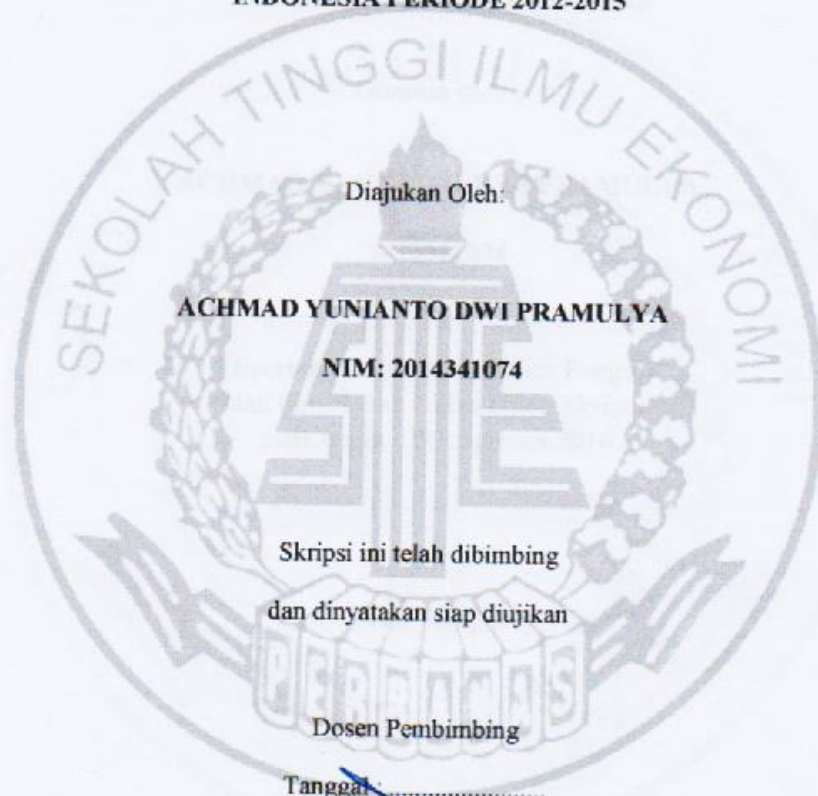 INDONESIA PERIODE 2012-2015
SEKOLAH TINGGI ILMU EKONOMI
Diajukan Oleh:
ACHMAD YUNIANTO DWI PRAMULYA
NIM: 2014341074
Skripsi ini telah dibimbing
dan dinyatakan siap diujikan
PERBANAS
Dosen Pembimbing
Tanggal :..........................